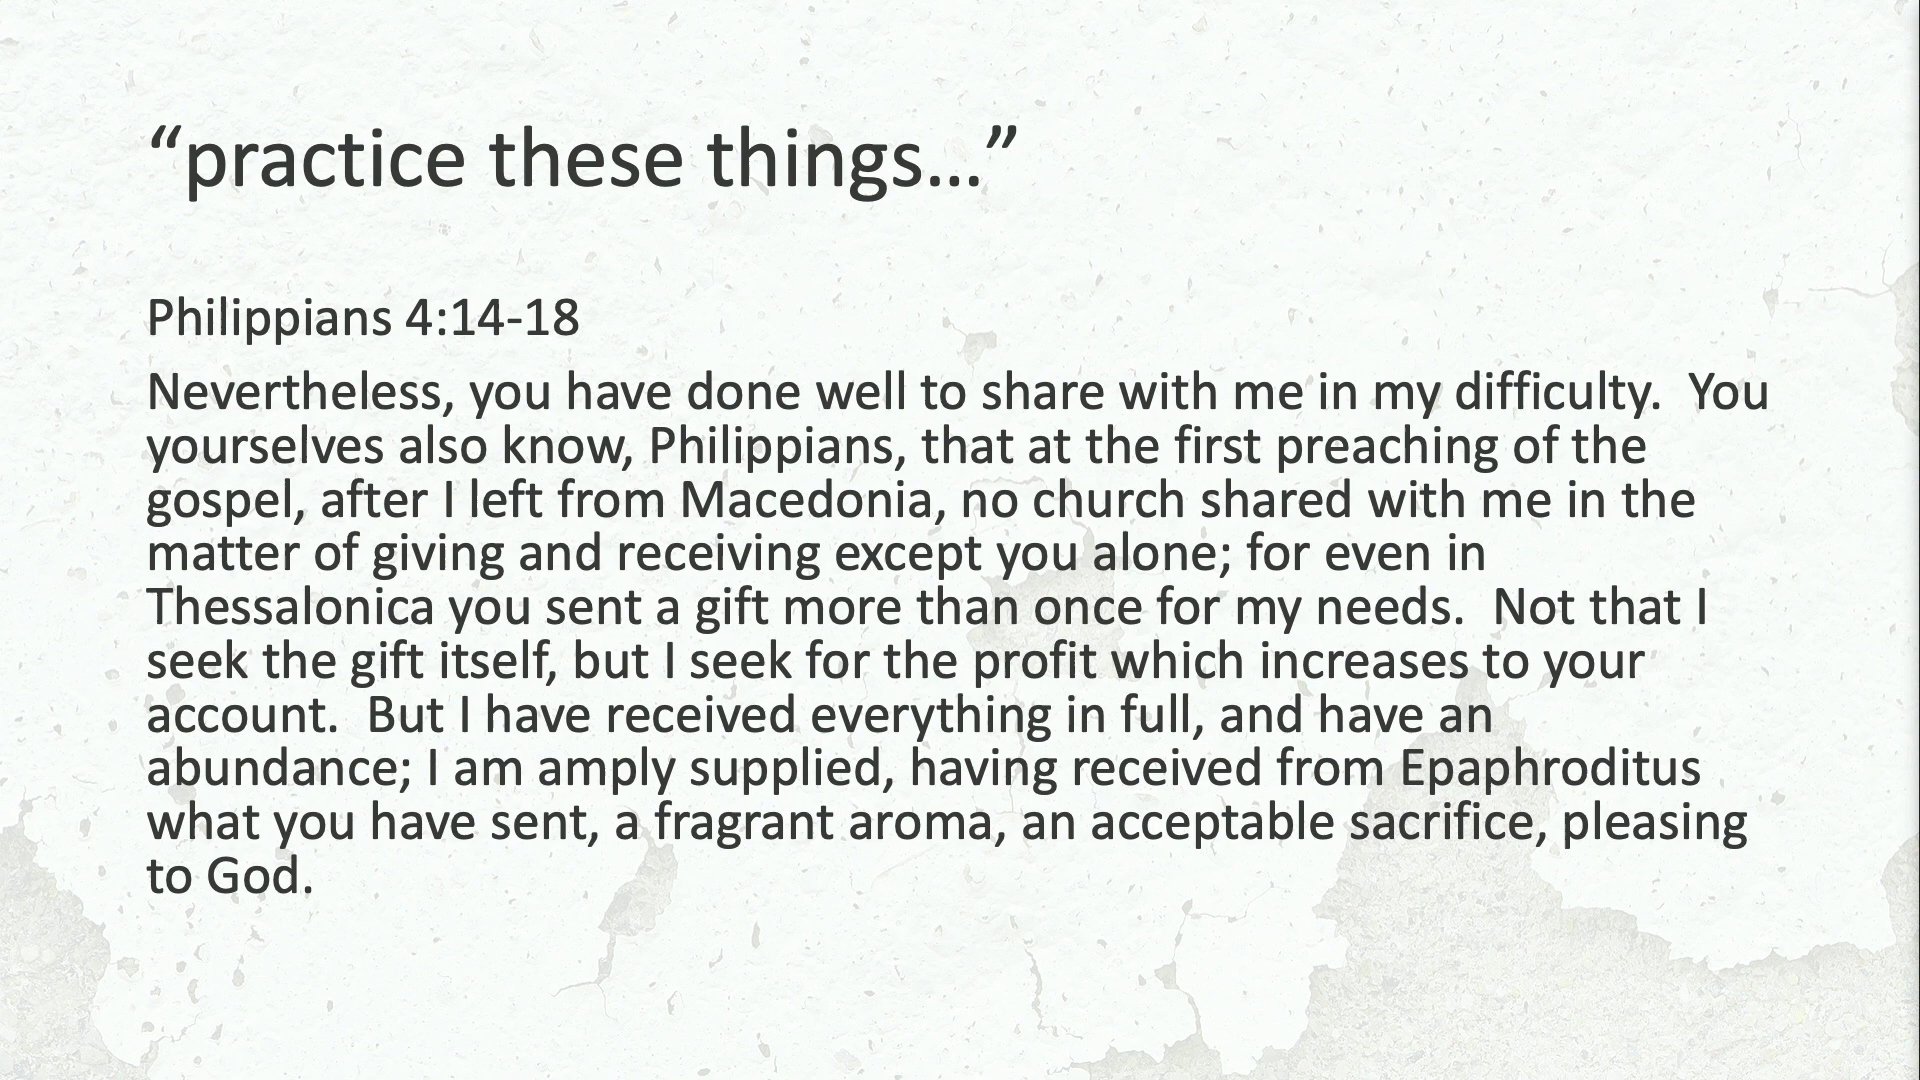 “practice these things…”
Philippians 4:14-18
Nevertheless, you have done well to share with me in my difficulty.  You
yourselves also know, Philippians, that at the first preaching of the
gospel, after I left from Macedonia, no church shared with me in the
matter of giving and receiving except you alone; for even in
Thessalonica you sent a gift more than once for my needs.  Not that I
seek the gift itself, but I seek for the profit which increases to your
account.  But I have received everything in full, and have an
abundance; I am amply supplied, having received from Epaphroditus
what you have sent, a fragrant aroma, an acceptable sacrifice, pleasing
to God.